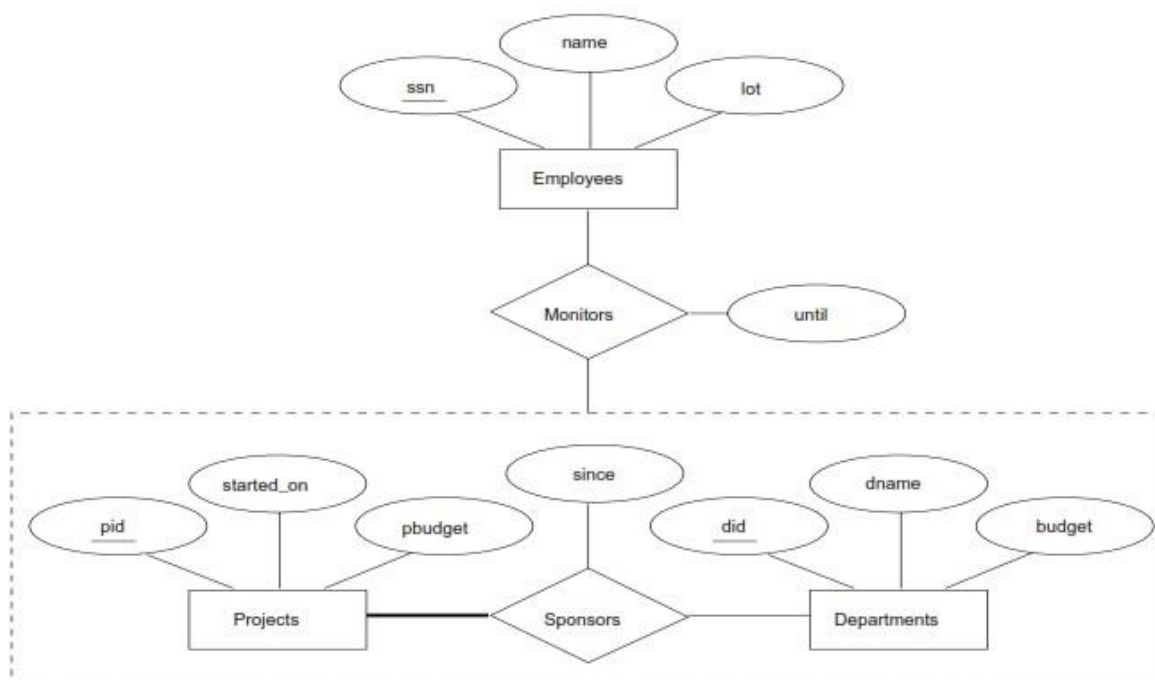 name
ssn
lot
Employees
Monitors
until
since
started_on
dname
pid
pbudget
did
budget
Projects
Sponsors
Departments